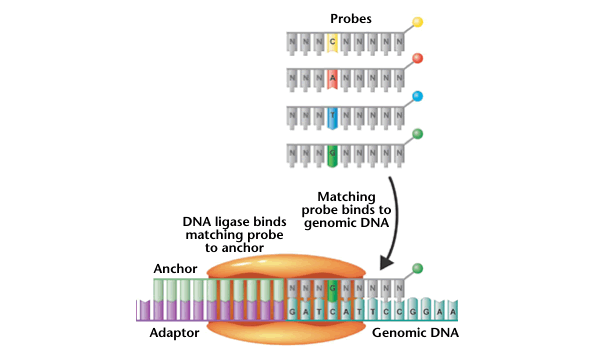 Probes
N N N C N N N N N
N N N A N N N N N
N N N T N N N N N
N N N G N N N N N
Matching
probe binds to
genomic DNA
DNA ligase binds
matching probe
to anchor
Anchor
N N N G N N N N N
G A T C A T T C C G G A A
Adaptor
Genomic DNA